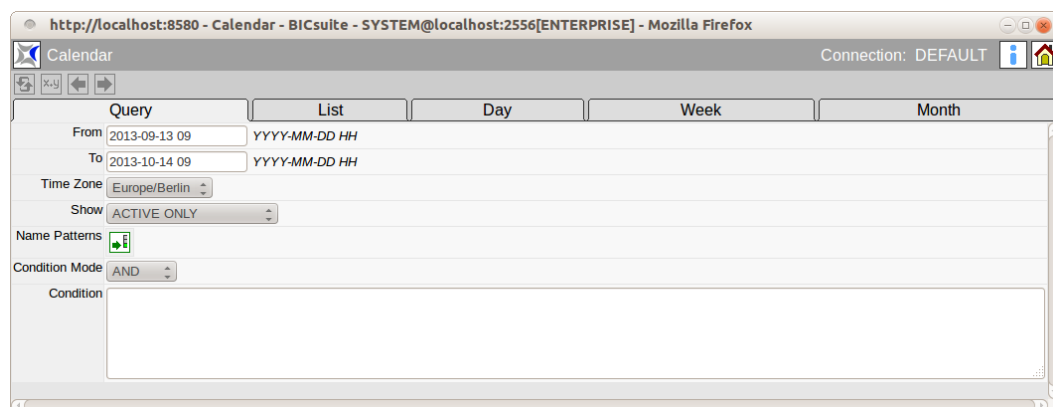 http://localhost:8580 - Calendar - BICsuite - SYSTEM@localhost:2556[ENTERPRISE] - Mozilla Firefox
Calendar Connection: DEFAULT
x,y
Query List Day Week Month
From 2013-09-13 09 YYYY-MM-DD HH
To 2013-10-14 09 YYYY-MM-DD HH
Time Zone Europe/Berlin
Show ACTIVE ONLY
Name Patterns
Condition Mode AND
Condition